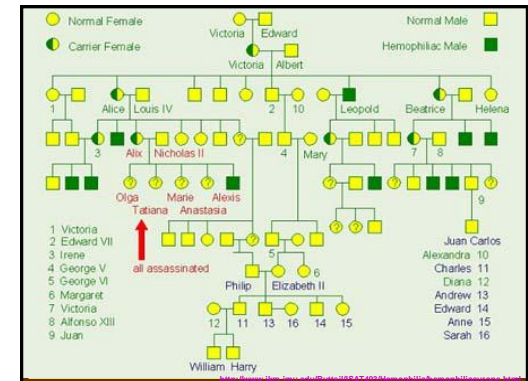 Normal Female
Victoria Edward
Normal Male
Carrier Female
Hemophiliac Male
Victoria Albert
1 Alice Louis IV 2 10 Leopold Beatrice Helena
3 Alix Nicholas II 4 Mary 7 8
? ? ? ? ? ?
Olga Marie Alexis 9
Tatiana Anastasia ? ?
all assassinated
? 5 6
Juan Carlos
Philip Elizabeth II
12 11 13 16 14 15
William Harry
1 Victoria
2 Edward VII
3 Irene
4 George V
5 George VI
6 Margaret
7 Victoria
8 Alfonso XIII
9 Juan
Alexandra 10
Charles 11
Diana 12
Andrew 13
Edward 14
Anne 15
Sarah 16